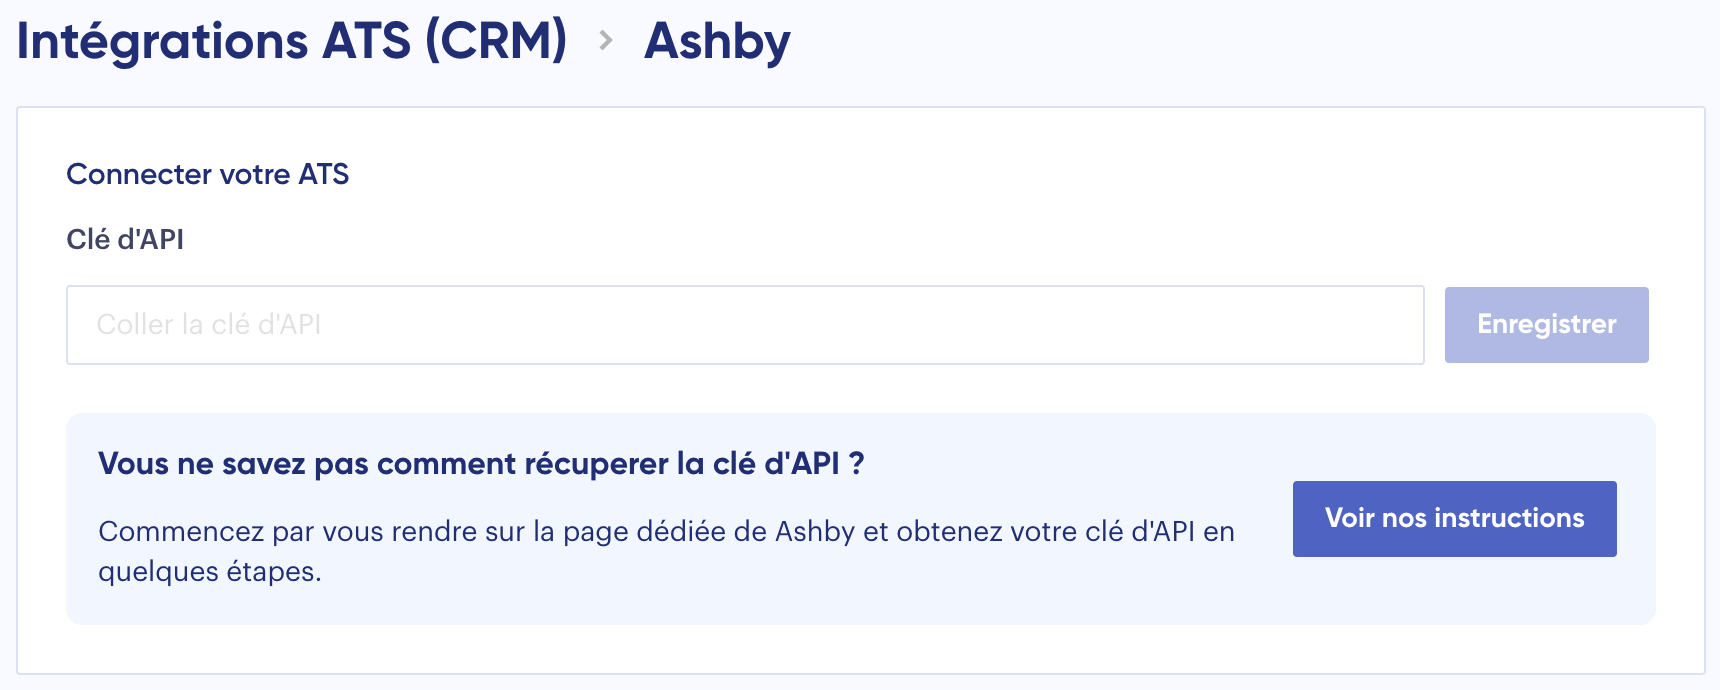 Intégrations ATS (CRM) > Ashby
Connecter votre ATS
Clé d'API
Coller la clé d'API
Enregistrer
Vous ne savez pas comment récuperer la clé d'API ?
Commencez par vous rendre sur la page dédiée de Ashby et obtenez votre clé d'API en
quelques étapes.
Voir nos instructions